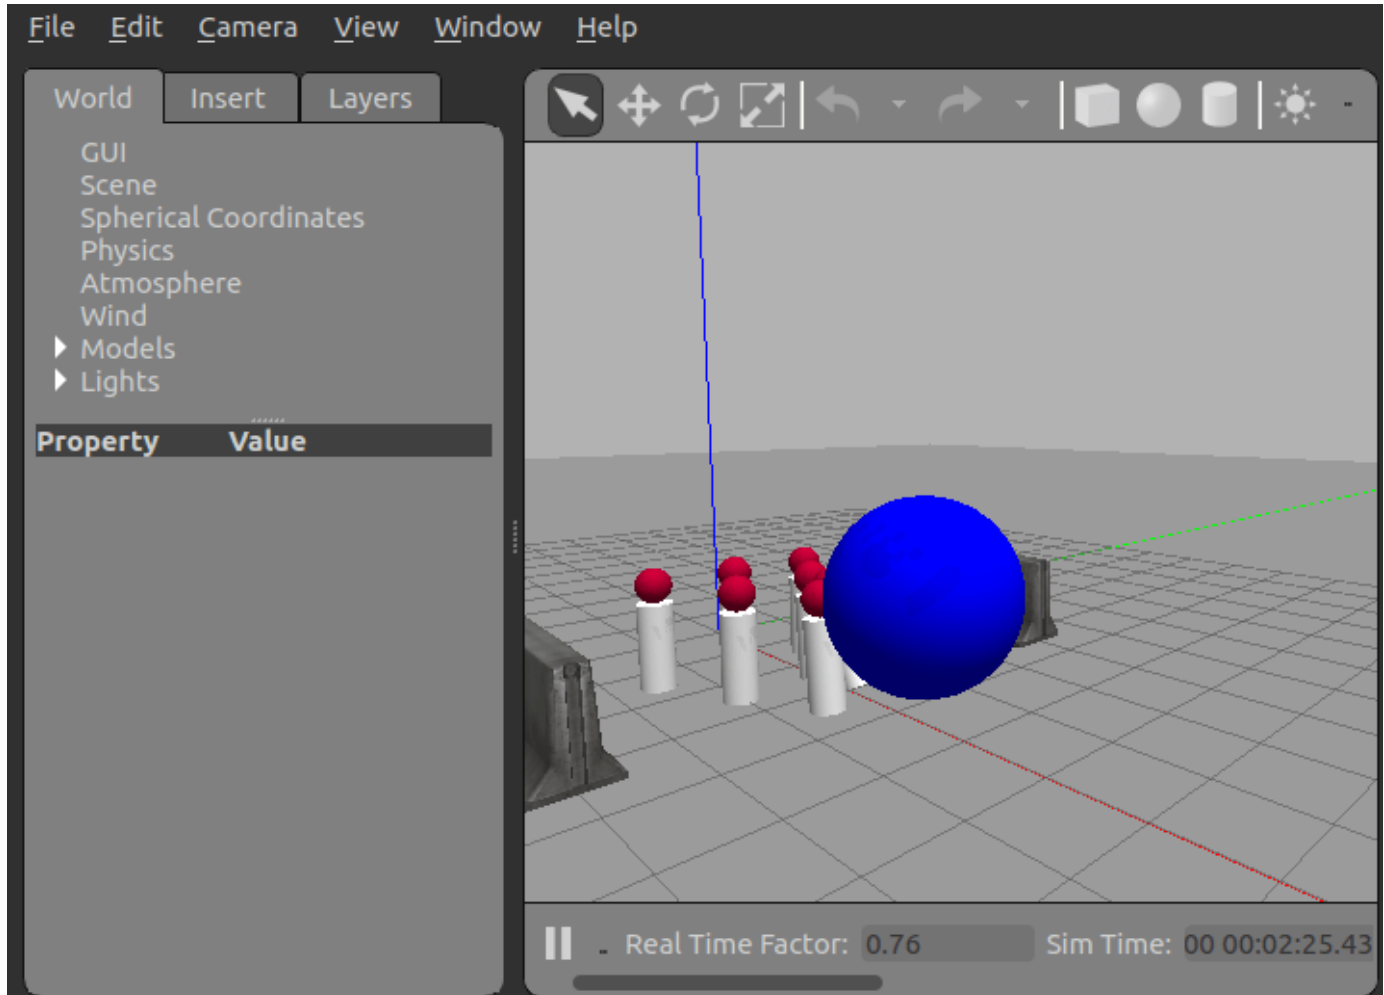 File Edit Camera View Window Help
World Insert Layers
GUI
Scene
Spherical Coordinates
Physics
Atmosphere
Wind
Models
Lights
Property Value
Real Time Factor: 0.76 Sim Time: 00 00:02:25.43